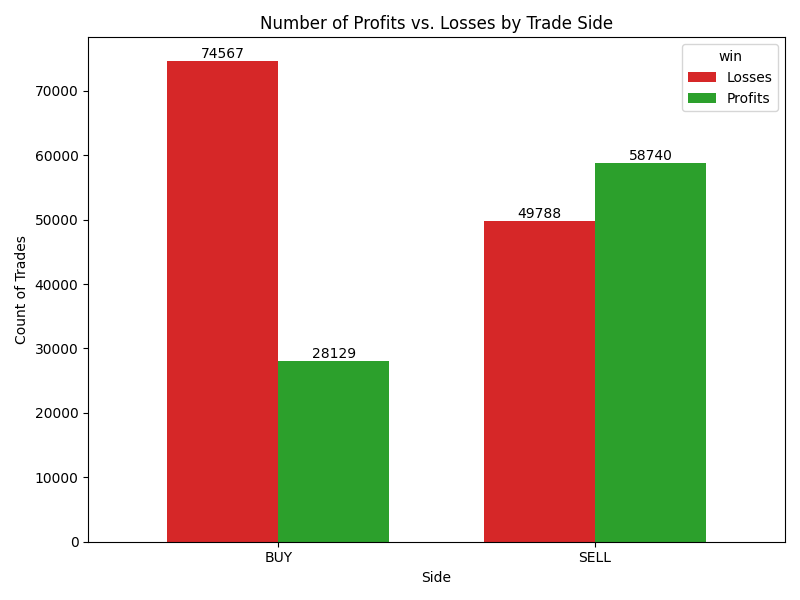 Number of Profits vs. Losses by Trade Side
74567
win
Losses
Profits
70000
60000
58740
50000
49788
Count of Trades
40000
30000
28129
20000
10000
0
BUY
SELL
Side